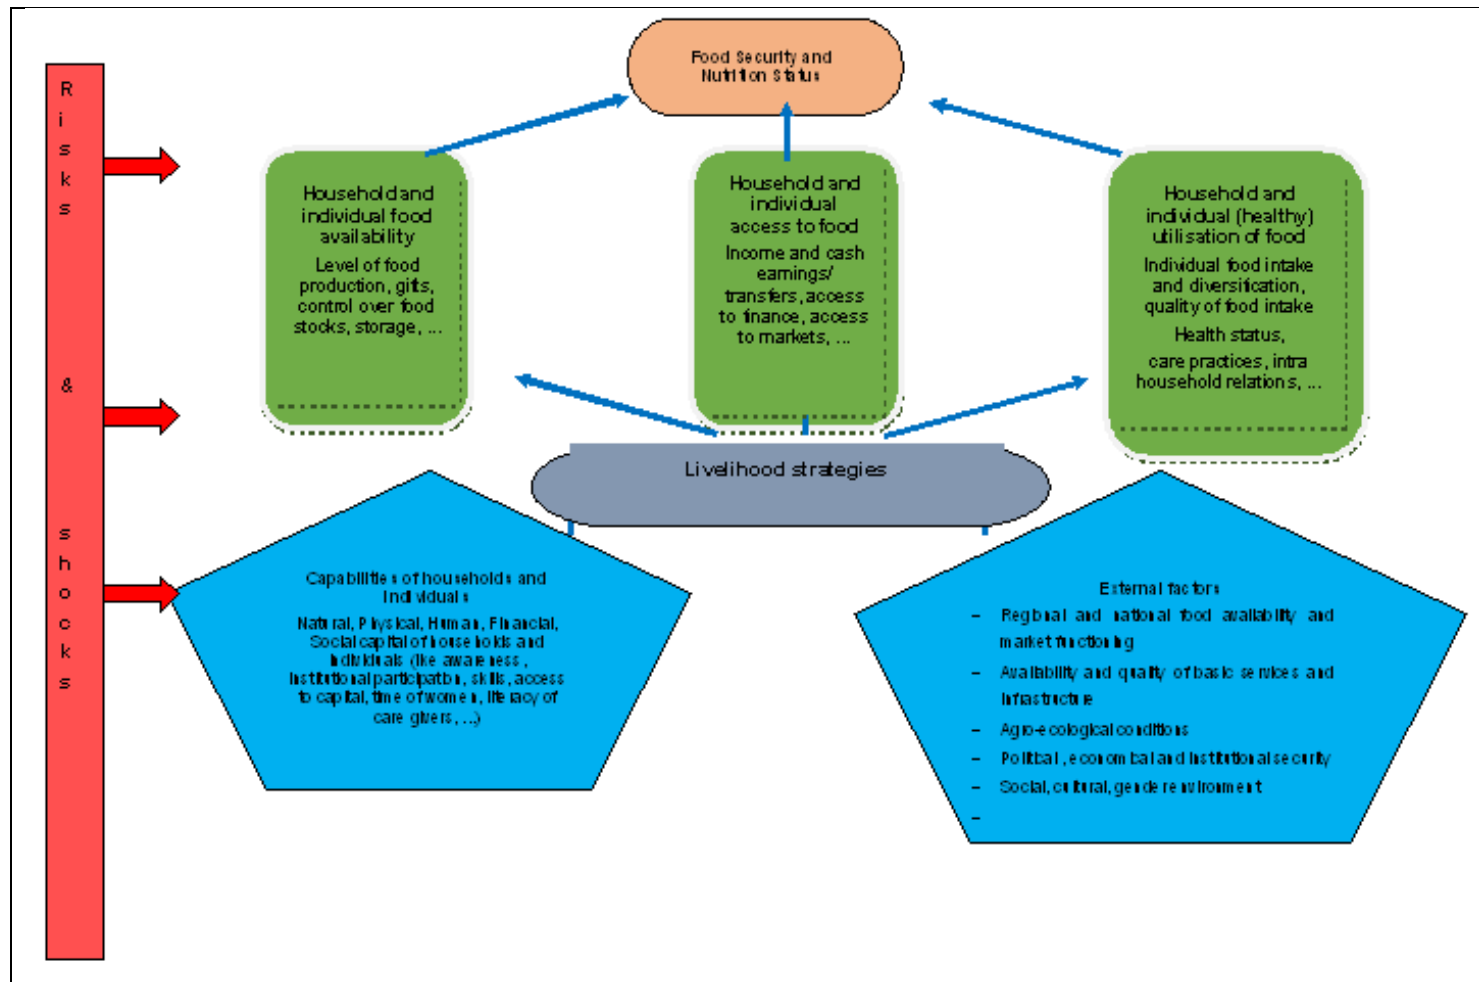 Food Security and
Nutrition Status
Risks & shocks
Household and
individual food
availability
Level of food
production, gifts,
control over food
stocks, storage, ...
Household and
individual
access to food
Income and cash
earnings/
transfers, access
to finance, access
to markets, ...
Household and
individual (healthy)
utilisation of food
Individual food intake
and diversification,
quality of food intake
Health status,
care practices, intra
household relations, ...
Livelihood strategies
Capabilities of households and
individuals
Natural, Physical, Human, Financial,
Social capital of households and
individuals (like awareness,
institutional participation, skills, access
to capital, time of women, literacy of
care givers, ...)
External factors
– Regional and national food availability and
market functioning
– Availability and quality of basic services and
infrastructure
– Agro-ecological conditions
– Political, economical and institutional security
– Social, cultural, gender environment
–